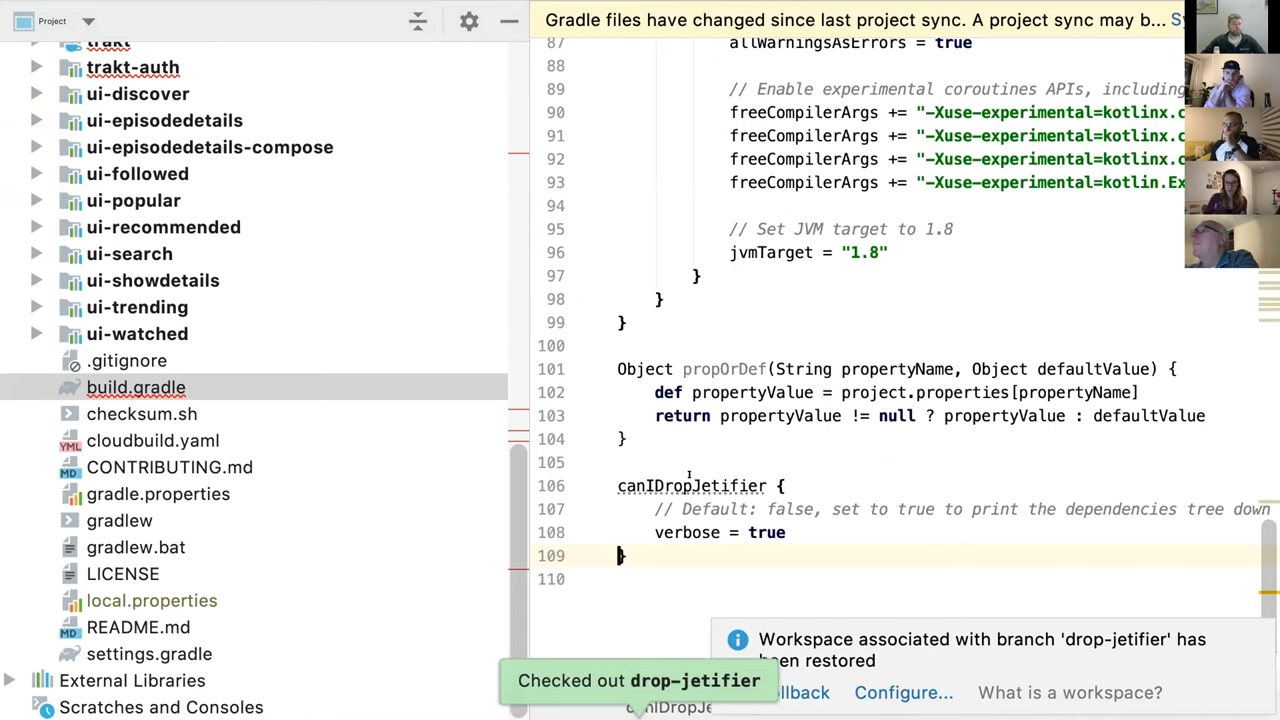 Project
trakt
trakt-auth
ui-discover
ui-episodedetails
ui-episodedetails-compose
ui-followed
ui-popular
ui-recommended
ui-search
ui-showdetails
ui-trending
ui-watched
.gitignore
build.gradle
checksum.sh
cloudbuild.yaml
CONTRIBUTING.md
gradle.properties
gradlew
gradlew.bat
LICENSE
local.properties
README.md
settings.gradle
External Libraries
Scratches and Consoles
Gradle files have changed since last project sync. A project sync may b... Sy
87 allWarningsAsErrors = true
88
89 // Enable experimental coroutines APIs, including
90 freeCompilerArgs += "-Xuse-experimental=kotlinx.c
91 freeCompilerArgs += "-Xuse-experimental=kotlinx.c
92 freeCompilerArgs += "-Xuse-experimental=kotlinx.c
93 freeCompilerArgs += "-Xuse-experimental=kotlin.Ex
94
95 // Set JVM target to 1.8
96 jvmTarget = "1.8"
97 }
98 }
99 }
100
101 Object propOrDef(String propertyName, Object defaultValue) {
102 def propertyValue = project.properties[propertyName]
103 return propertyValue != null ? propertyValue : defaultValue
104 }
105
106 canIDropJetifier {
107 // Default: false, set to true to print the dependencies tree down
108 verbose = true
109 }
110
Workspace associated with branch 'drop-jetifier' has
been restored
ollback Configure... What is a workspace?
Checked out drop-jetifier
canIDropJe